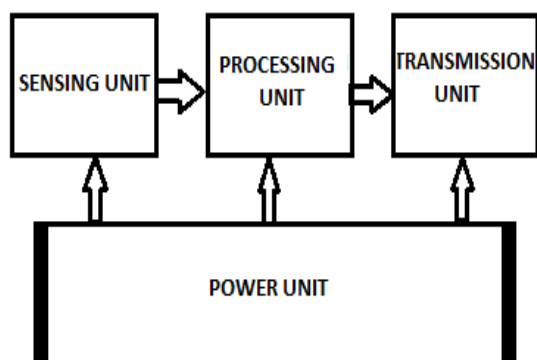 SENSING UNIT
PROCESSING
UNIT
TRANSMISSION
UNIT
POWER UNIT